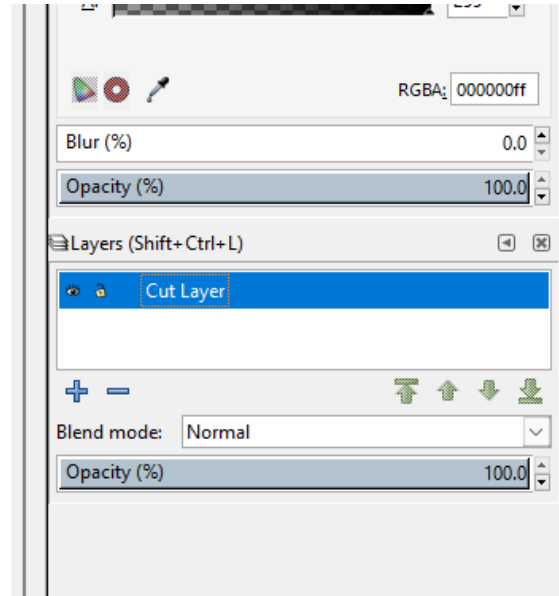 RGBA: 000000ff
Blur (%) 0.0
Opacity (%) 100.0
Layers (Shift+Ctrl+L)
Cut Layer
Blend mode: Normal
Opacity (%) 100.0